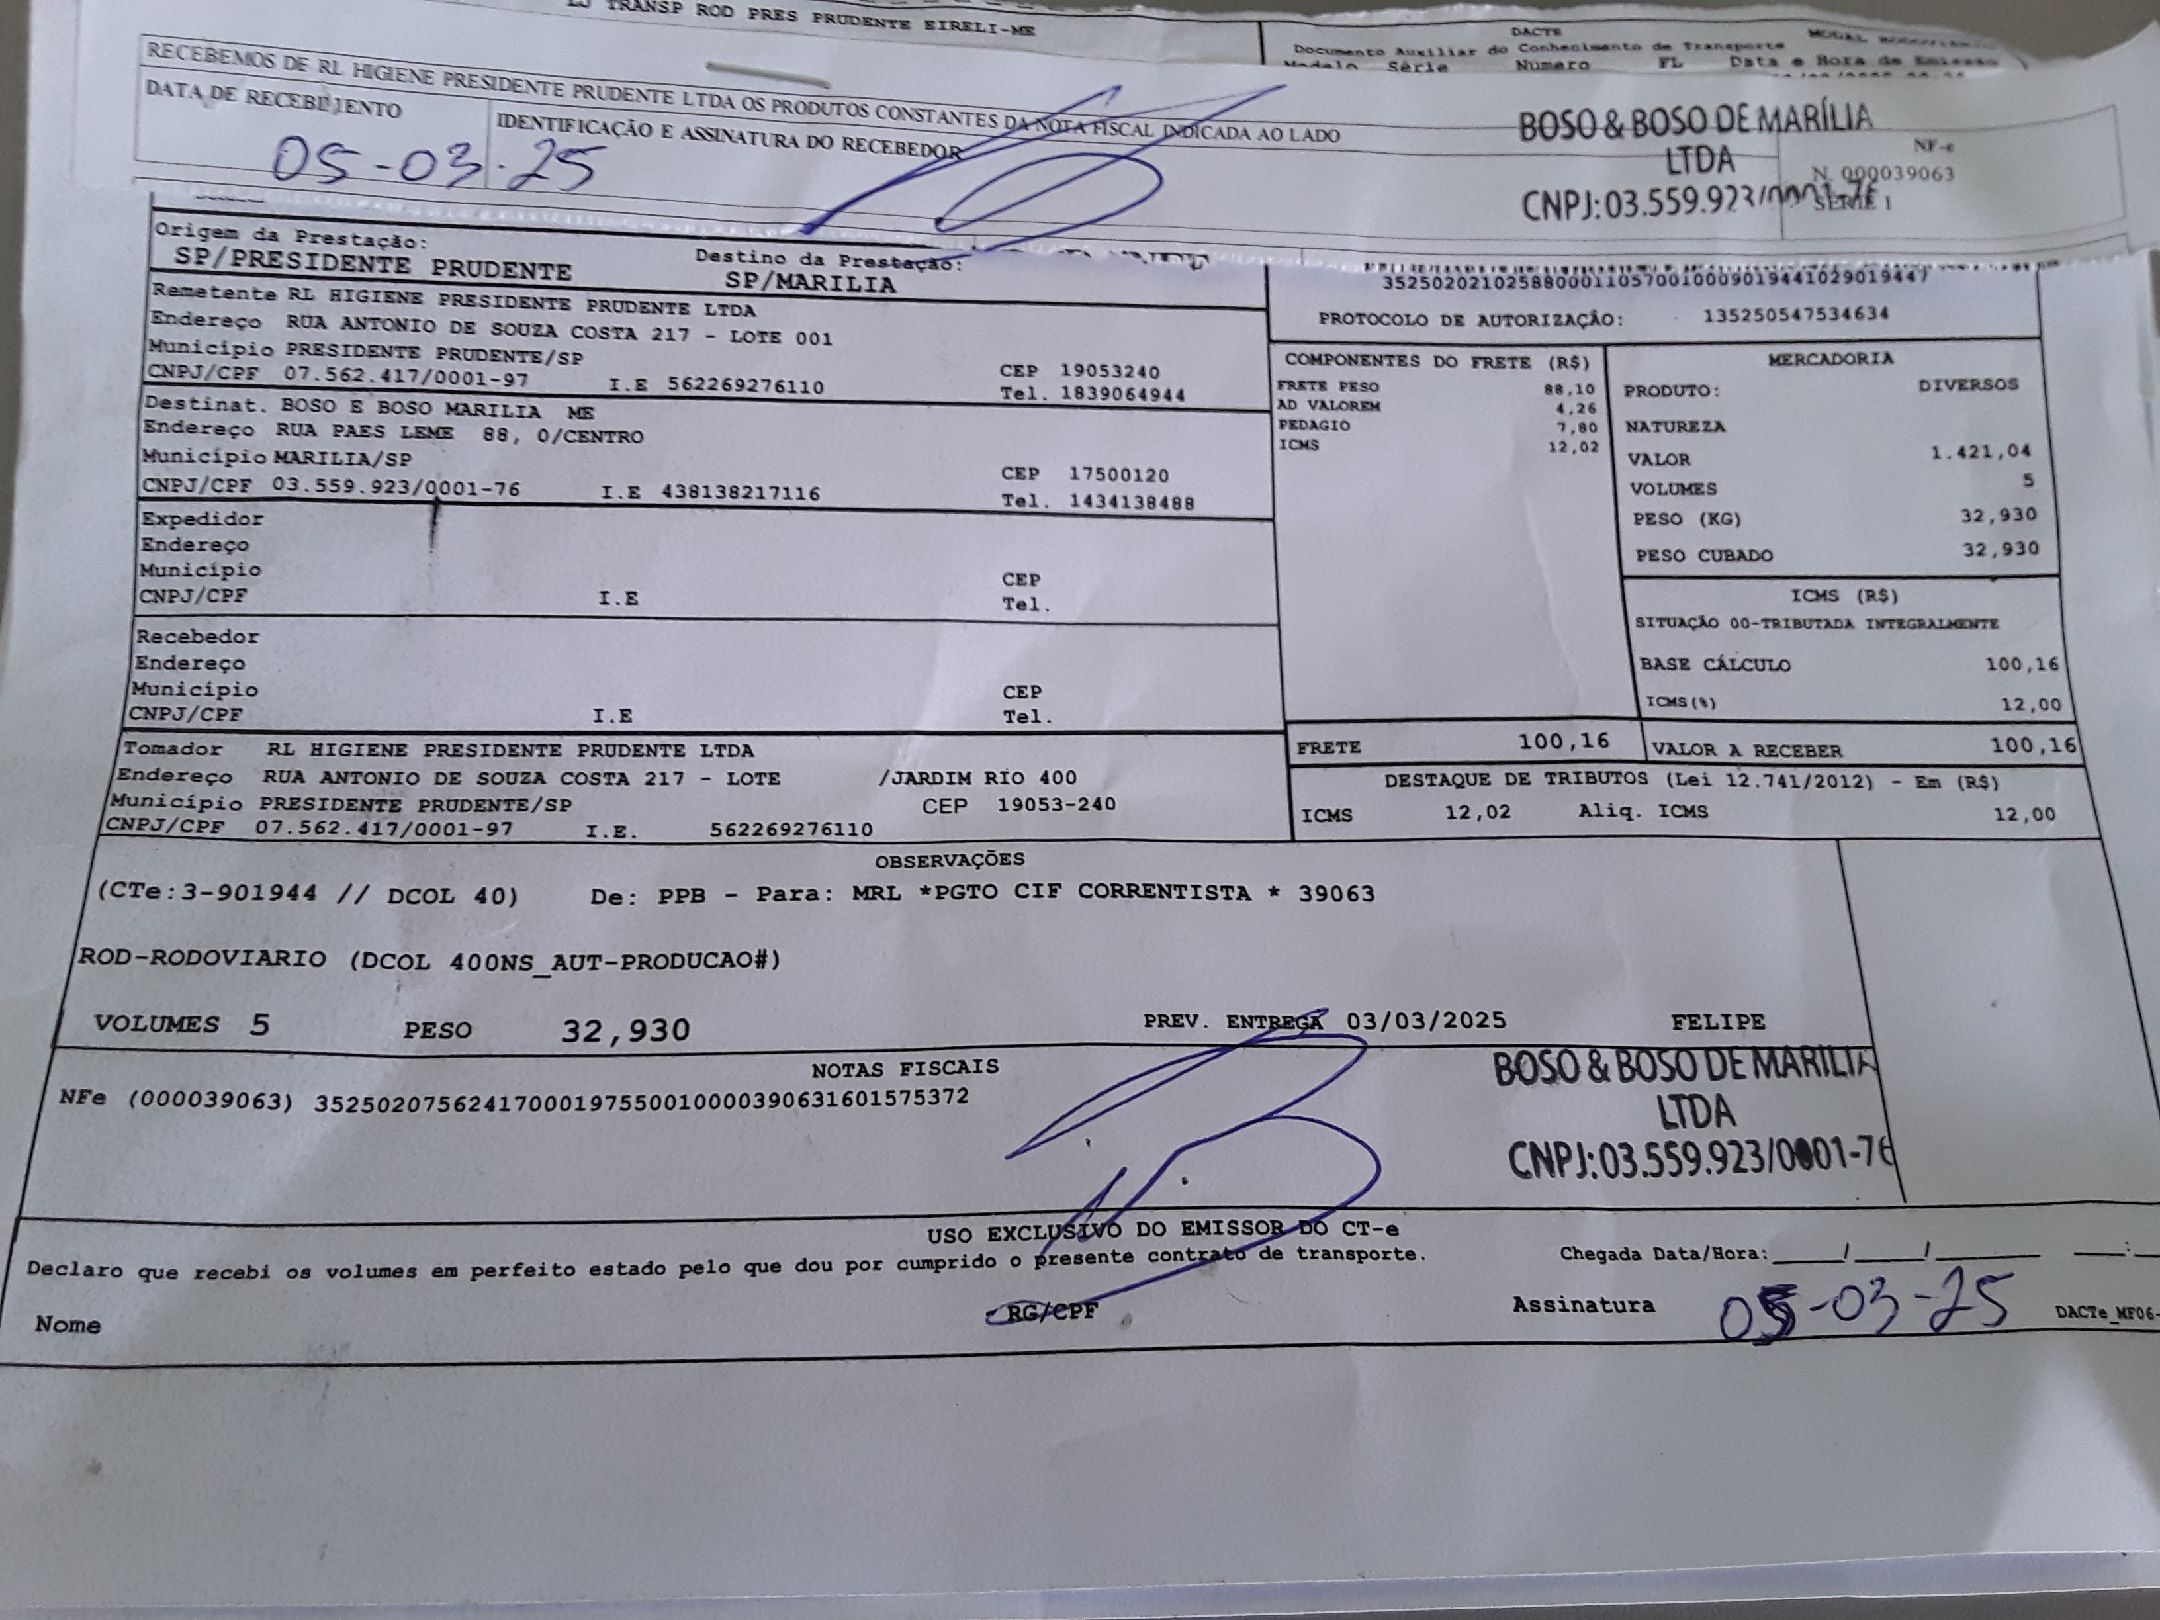 TRANSP ROD PRES PRUDENTE EIRELI-ME
DACTE
Documento Auxiliar do Conhecimento de Transporte
Modelo Série Número FL Data e Hora de Emissão
RECEBEMOS DE RL HIGIENE PRESIDENTE PRUDENTE LTDA OS PRODUTOS CONSTANTES DA NOTA FISCAL INDICADA AO LADO
DATA DE RECEBEJENTO
IDENTIFICAÇÃO E ASSINATURA DO RECEBEDOR
05-03-25
BOSO & BOSO DE MARÍLIA
LTDA
CNPJ:03.559.923/0001-76
NF-e
N. 000039063
SÉRIE 1
Origem da Prestação:
SP/PRESIDENTE PRUDENTE
Destino da Prestação:
SP/MARILIA
35250202102588000110570010009019441029019447
PROTOCOLO DE AUTORIZAÇÃO: 135250547534634
Remetente RL HIGIENE PRESIDENTE PRUDENTE LTDA
Endereço RUA ANTONIO DE SOUZA COSTA 217 - LOTE 001
Município PRESIDENTE PRUDENTE/SP CEP 19053240
CNPJ/CPF 07.562.417/0001-97 I.E 562269276110 Tel. 1839064944
Destinat. BOSO E BOSO MARILIA ME
Endereço RUA PAES LEME 88, 0/CENTRO
Município MARILIA/SP CEP 17500120
CNPJ/CPF 03.559.923/0001-76 I.E 438138217116 Tel. 1434138488
Expedidor
Endereço
Município CEP
CNPJ/CPF I.E Tel.
Recebedor
Endereço
Município CEP
CNPJ/CPF I.E Tel.
Tomador RL HIGIENE PRESIDENTE PRUDENTE LTDA
Endereço RUA ANTONIO DE SOUZA COSTA 217 - LOTE /JARDIM RIO 400
Município PRESIDENTE PRUDENTE/SP CEP 19053-240
CNPJ/CPF 07.562.417/0001-97 I.E. 562269276110
COMPONENTES DO FRETE (R$)
FRETE PESO 88,10
AD VALOREM 4,26
PEDAGIO 7,80
ICMS 12,02
MERCADORIA
PRODUTO: DIVERSOS
NATUREZA
VALOR 1.421,04
VOLUMES 5
PESO (KG) 32,930
PESO CUBADO 32,930
ICMS (R$)
SITUAÇÃO 00-TRIBUTADA INTEGRALMENTE
BASE CÁLCULO 100,16
ICMS(%) 12,00
FRETE 100,16 VALOR A RECEBER 100,16
DESTAQUE DE TRIBUTOS (Lei 12.741/2012) - Em (R$)
ICMS 12,02 Aliq. ICMS 12,00
OBSERVAÇÕES
(CTe:3-901944 // DCOL 40) De: PPB - Para: MRL *PGTO CIF CORRENTISTA * 39063
ROD-RODOVIARIO (DCOL 400NS_AUT-PRODUCAO#)
VOLUMES 5 PESO 32,930 PREV. ENTREGA 03/03/2025 FELIPE
NOTAS FISCAIS
NFe (000039063) 35250207562417000197550010000390631601575372
BOSO & BOSO DE MARÍLIA
LTDA
CNPJ:03.559.923/0001-76
USO EXCLUSIVO DO EMISSOR DO CT-e
Declaro que recebi os volumes em perfeito estado pelo que dou por cumprido o presente contrato de transporte.
Chegada Data/Hora:____/____/______ ___:
Nome RG/CPF Assinatura 05-03-25 DACTe_MF06-